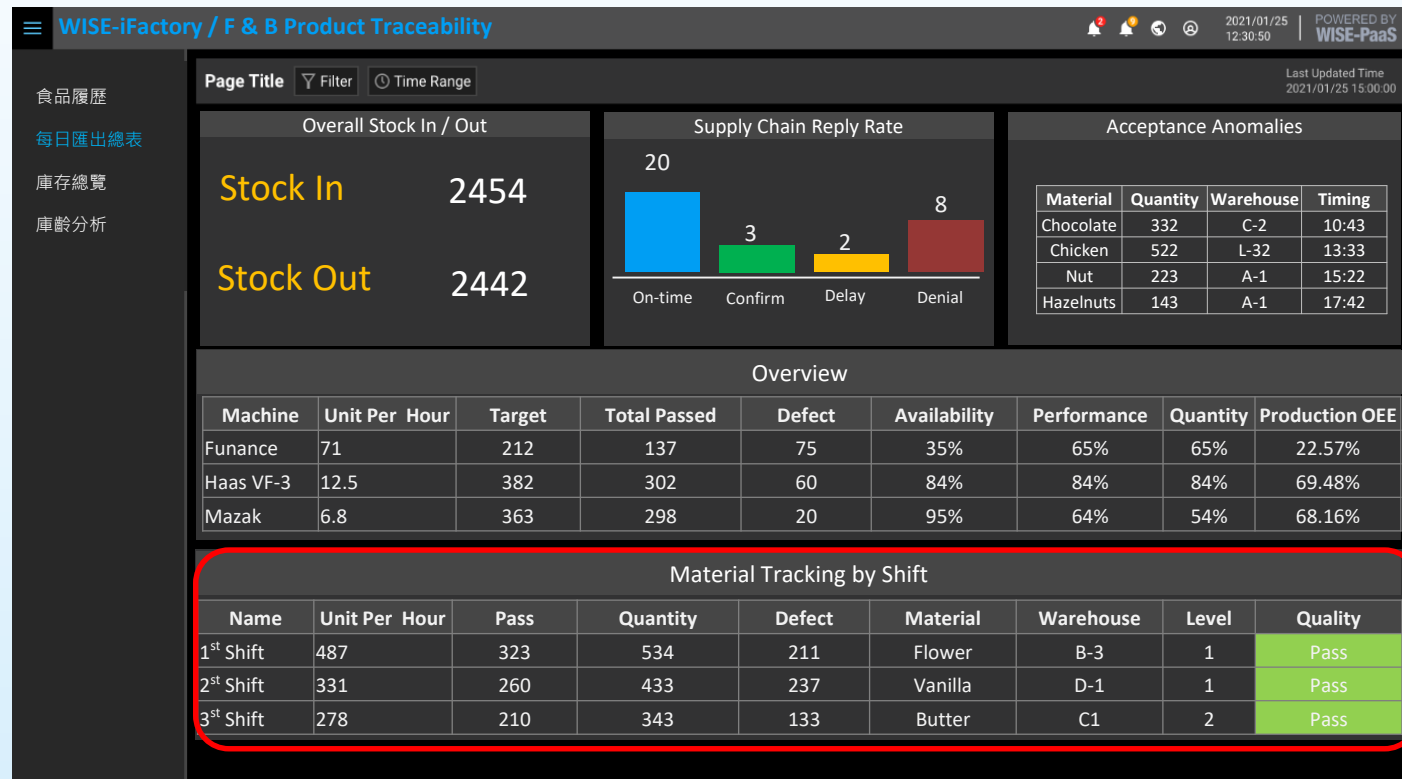 WISE-iFactory / F & B Product Traceability
2
9
2021/01/25
12:30:50
POWERED BY
WISE-PaaS
食品履歷
每日匯出總表
庫存總覽
庫齡分析
Page Title Filter Time Range
Last Updated Time
2021/01/25 15:00:00
Overall Stock In / Out
Stock In 2454
Stock Out 2442
Supply Chain Reply Rate
20 3 2 8
On-time Confirm Delay Denial
Acceptance Anomalies
Material Quantity Warehouse Timing
Chocolate 332 C-2 10:43
Chicken 522 L-32 13:33
Nut 223 A-1 15:22
Hazelnuts 143 A-1 17:42
Overview
Machine Unit Per Hour Target Total Passed Defect Availability Performance Quantity Production OEE
Funance 71 212 137 75 35% 65% 65% 22.57%
Haas VF-3 12.5 382 302 60 84% 84% 84% 69.48%
Mazak 6.8 363 298 20 95% 64% 54% 68.16%
Material Tracking by Shift
Name Unit Per Hour Pass Quantity Defect Material Warehouse Level Quality
1st Shift 487 323 534 211 Flower B-3 1 Pass
2st Shift 331 260 433 237 Vanilla D-1 1 Pass
3st Shift 278 210 343 133 Butter C1 2 Pass